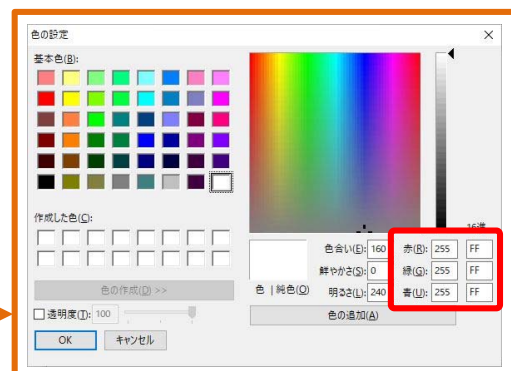 色の設定
基本色(B):
作成した色(C):
色の作成(D) >>
透明度(T): 100
OK
キャンセル
16進
色合い(E): 160
赤(R): 255 FF
鮮やかさ(S): 0
緑(G): 255 FF
色 | 純色(O)
明るさ(L): 240
青(U): 255 FF
色の追加(A)